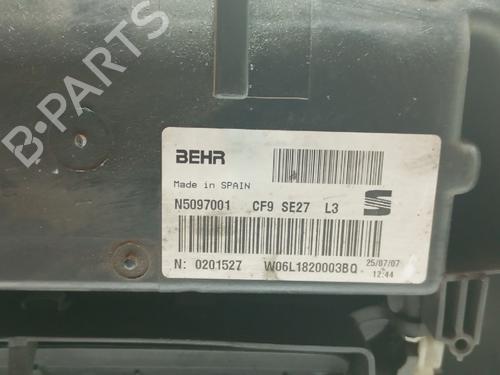 B-PARTS
BEHR
Made in SPAIN
N5097001 CF9 SE27 L3
N: 0201527 W06L1820003BQ 25/07/07
12:44